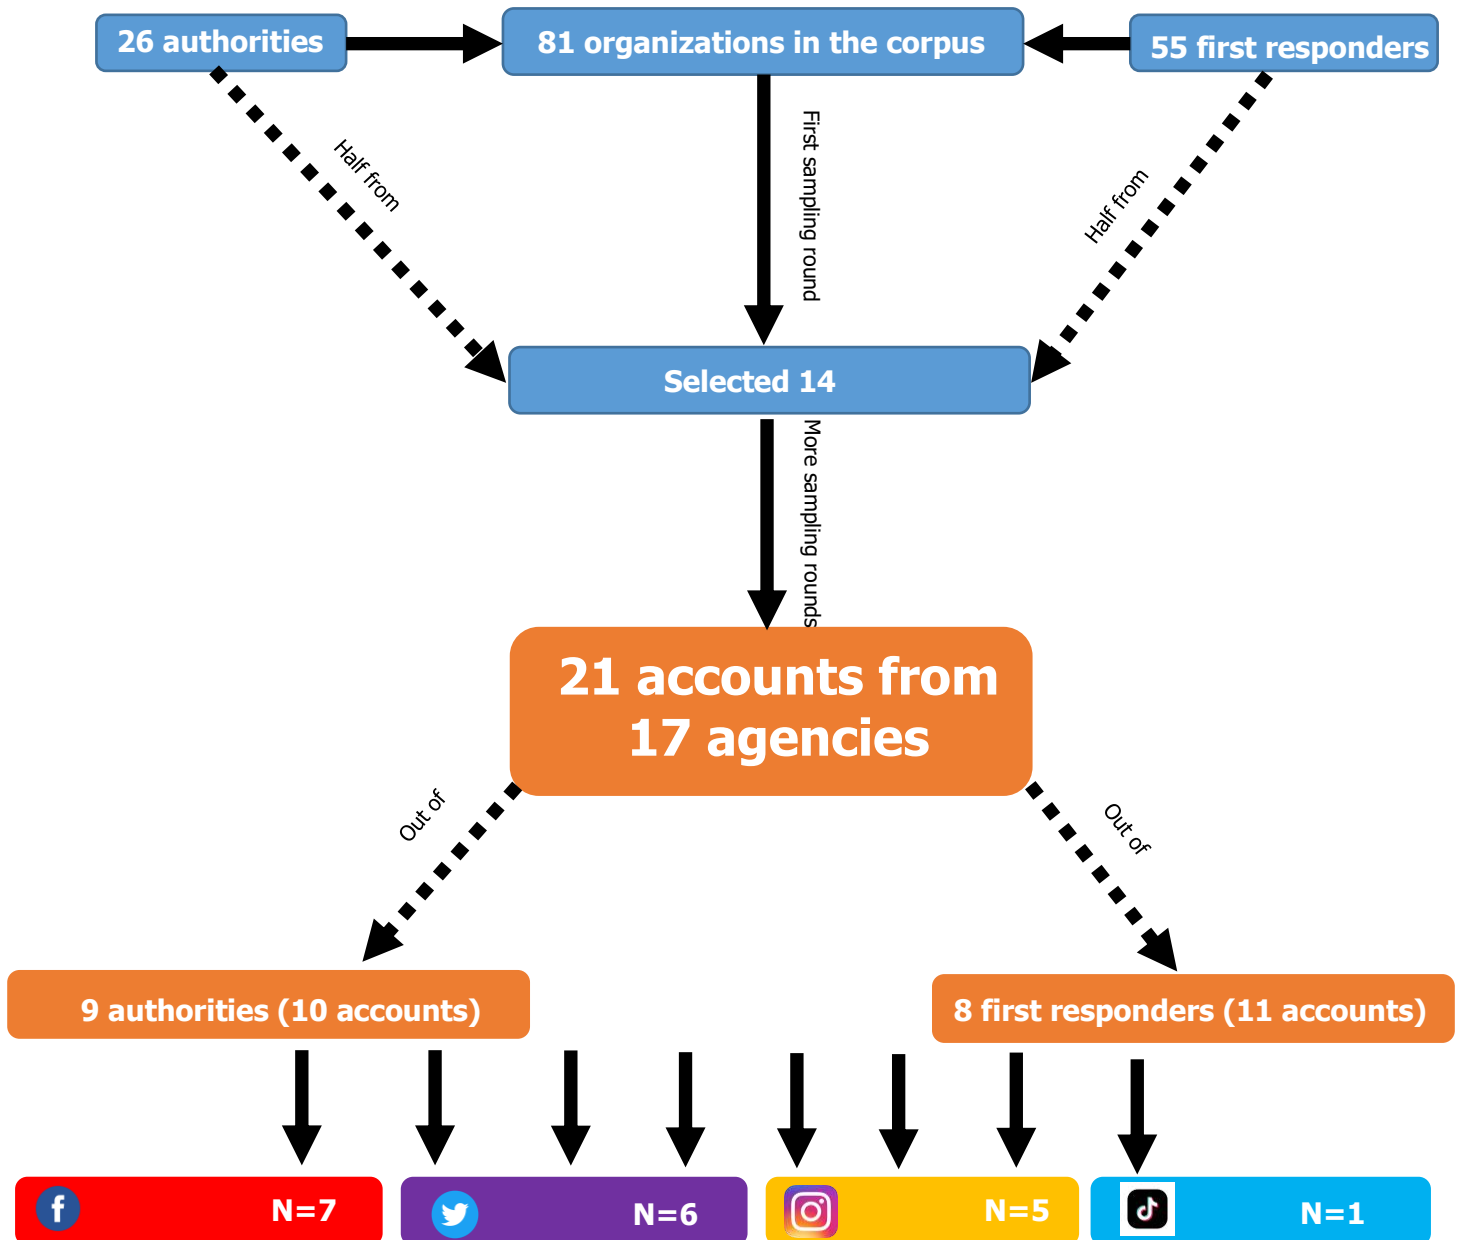 26 authorities
81 organizations in the corpus
55 first responders
Half from
First sampling round
Half from
Selected 14
More sampling rounds
21 accounts from
17 agencies
Out of
Out of
9 authorities (10 accounts)
8 first responders (11 accounts)
N=7
N=6
N=5
N=1